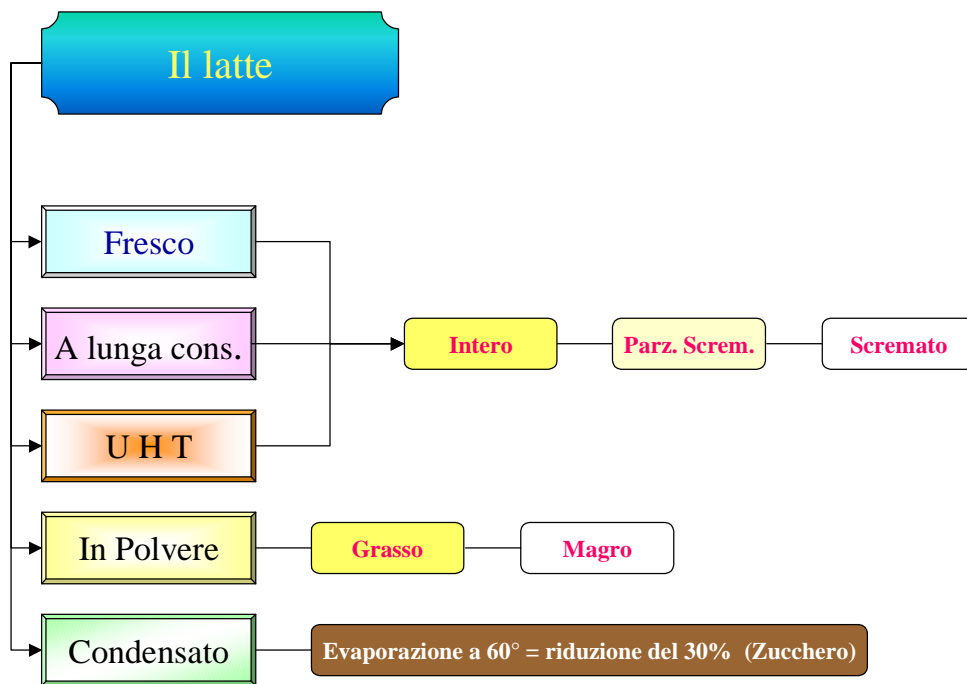 Il latte
Fresco
A lunga cons.
Intero
Parz. Screm.
Scremato
U H T
In Polvere
Grasso
Magro
Condensato
Evaporazione a 60° = riduzione del 30% (Zucchero)